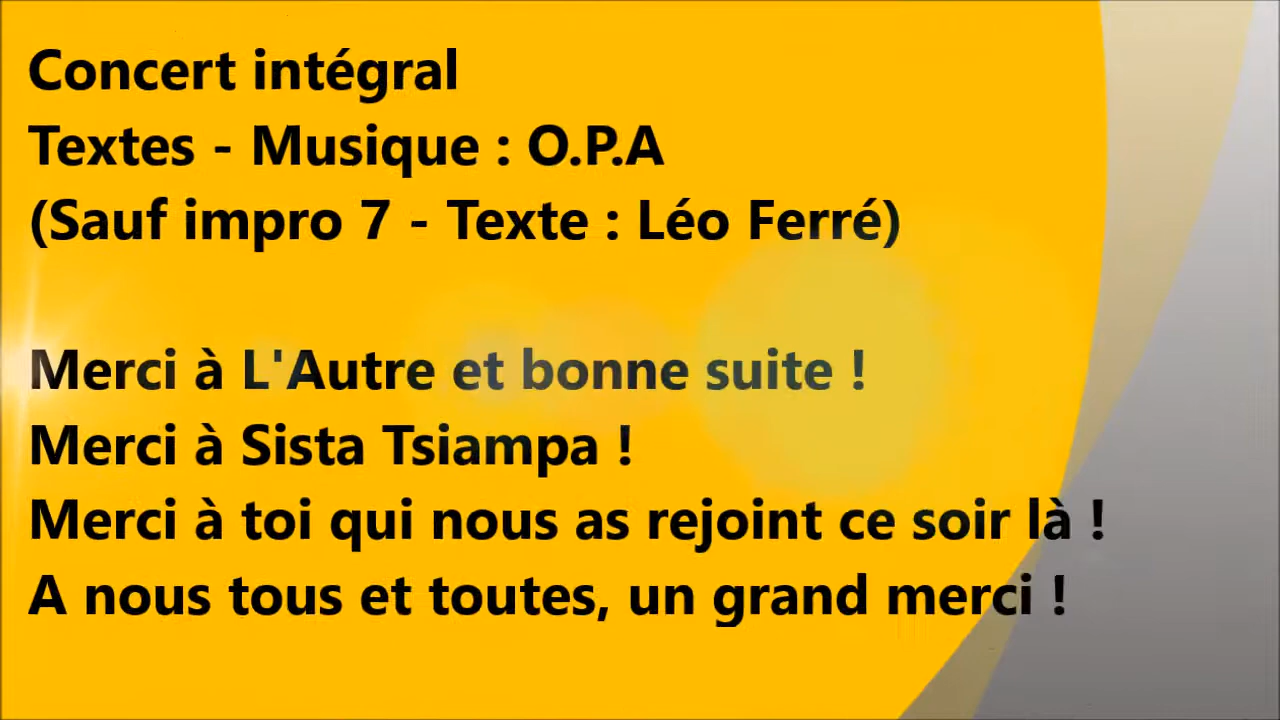 Concert intégral
Textes - Musique : O.P.A
(Sauf impro 7 - Texte : Léo Ferré)
Merci à L'Autre et bonne suite !
Merci à Sista Tsiampa !
Merci à toi qui nous as rejoint ce soir là !
A nous tous et toutes, un grand merci !